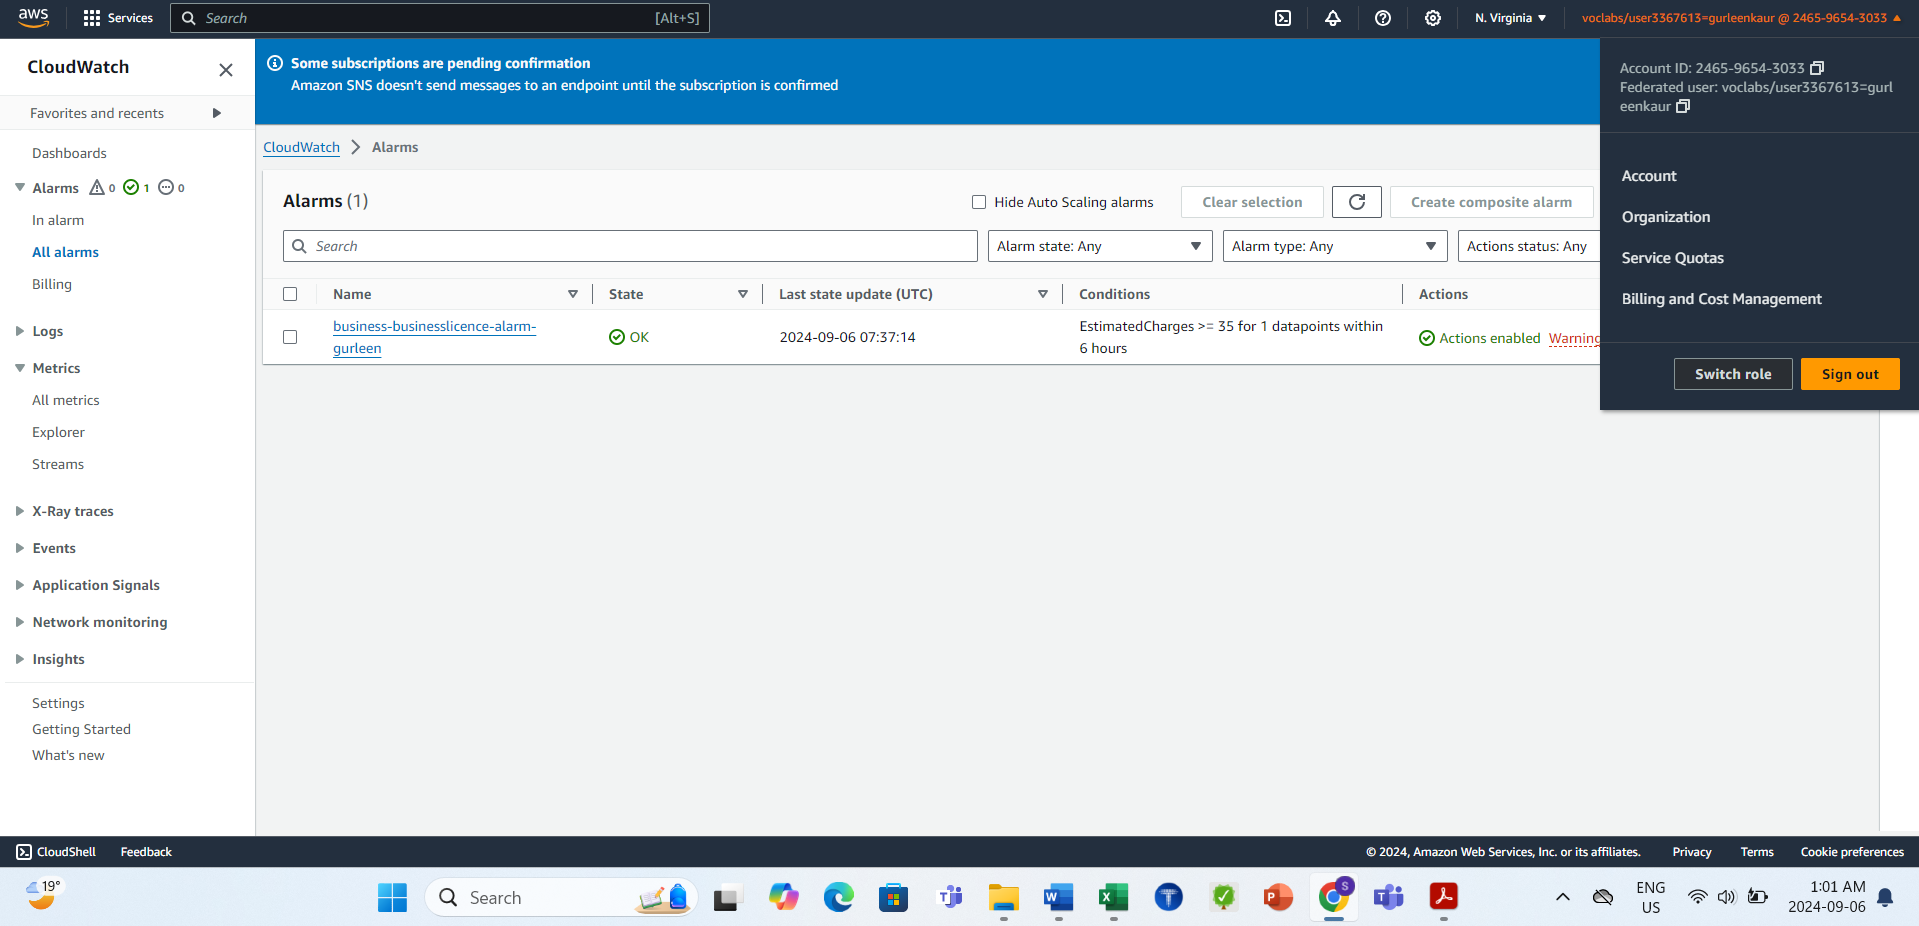 aws
Services
Search
[Alt+S]
N. Virginia
voclabs/user3367613=gurleenkaur @ 2465-9654-3033
CloudWatch
Favorites and recents
Dashboards
Alarms 0 1 0
In alarm
All alarms
Billing
Logs
Metrics
All metrics
Explorer
Streams
X-Ray traces
Events
Application Signals
Network monitoring
Insights
Settings
Getting Started
What's new
Some subscriptions are pending confirmation
Amazon SNS doesn't send messages to an endpoint until the subscription is confirmed
CloudWatch
Alarms
Alarms (1)
Hide Auto Scaling alarms
Clear selection
Create composite alarm
Search
Alarm state: Any
Alarm type: Any
Actions status: Any
Name
State
Last state update (UTC)
Conditions
Actions
business-businesslicence-alarm-
gurleen
OK
2024-09-06 07:37:14
EstimatedCharges >= 35 for 1 datapoints within
6 hours
Actions enabled
Warning
Account ID: 2465-9654-3033
Federated user: voclabs/user3367613=gurl
eenkaur
Account
Organization
Service Quotas
Billing and Cost Management
Switch role
Sign out
CloudShell
Feedback
© 2024, Amazon Web Services, Inc. or its affiliates.
Privacy
Terms
Cookie preferences
19°
Search
S
ENG
US
1:01 AM
2024-09-06